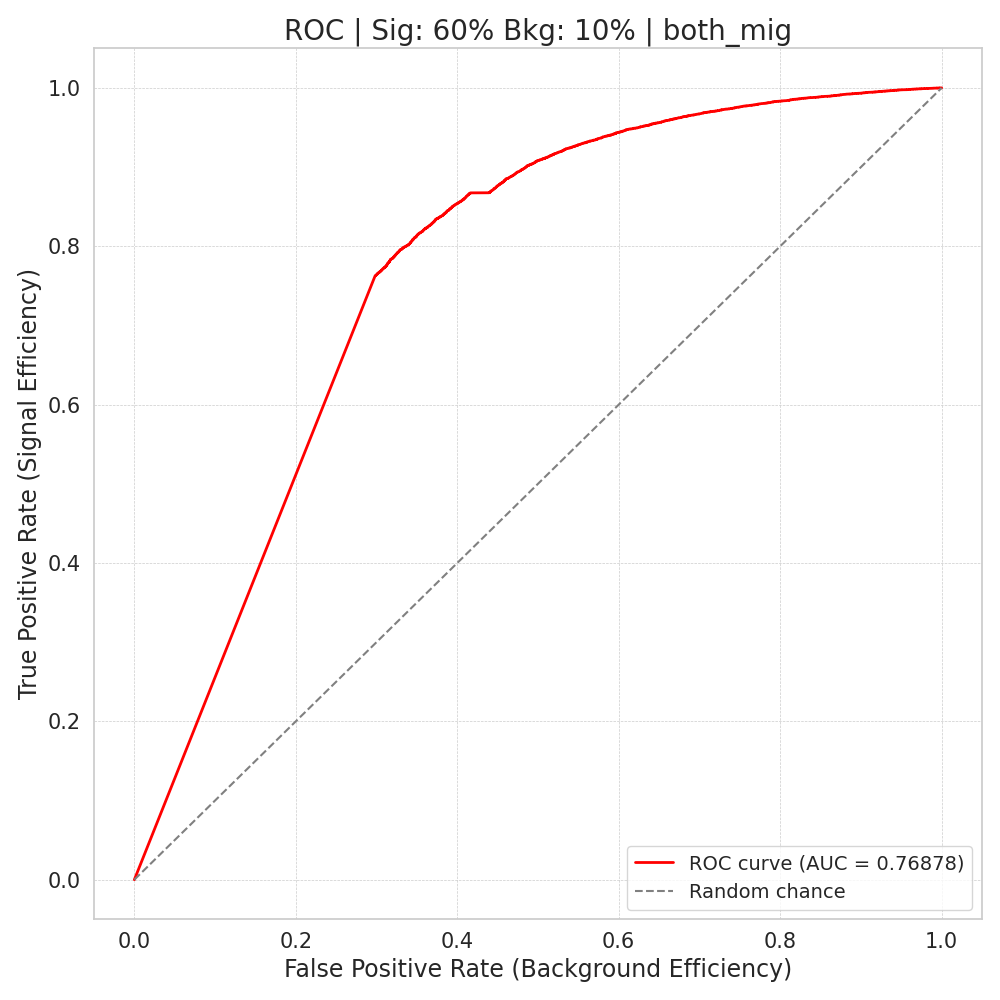 ROC | Sig: 60% Bkg: 10% | both_mig
True Positive Rate (Signal Efficiency)
1.0
0.8
0.6
0.4
0.2
0.0
ROC curve (AUC = 0.76878)
Random chance
0.0 0.2 0.4 0.6 0.8 1.0
False Positive Rate (Background Efficiency)